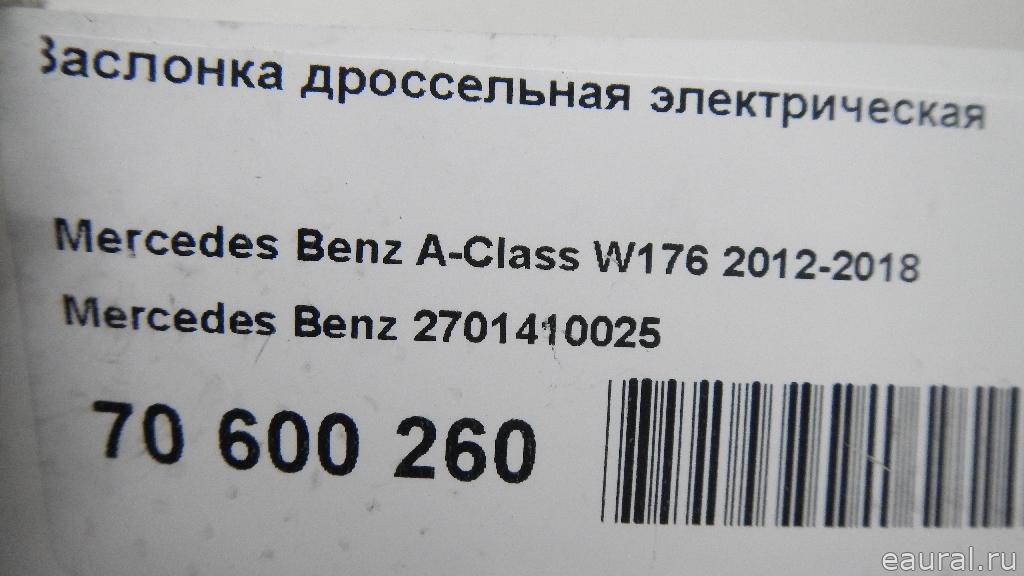 Заслонка дроссельная электрическая
Mercedes Benz A-Class W176 2012-2018
Mercedes Benz 2701410025
70 600 260
eaural.ru